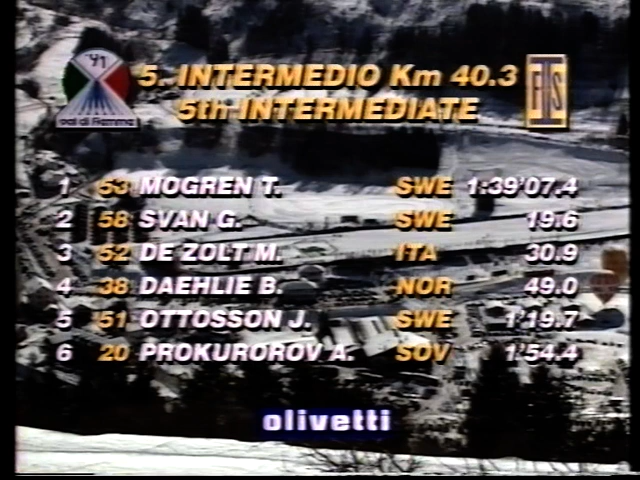 '91
val di Fiemme
5. INTERMEDIO Km 40.3
5th INTERMEDIATE
FIS
1 53 MOGREN T. SWE 1:39'07.4
2 58 SVAN G. SWE 19.6
3 52 DE ZOLT M. ITA 30.9
4 38 DAEHLIE B. NOR 49.0
5 51 OTTOSSON J. SWE 1'19.7
6 20 PROKUROROV A. SOV 1'54.4
olivetti